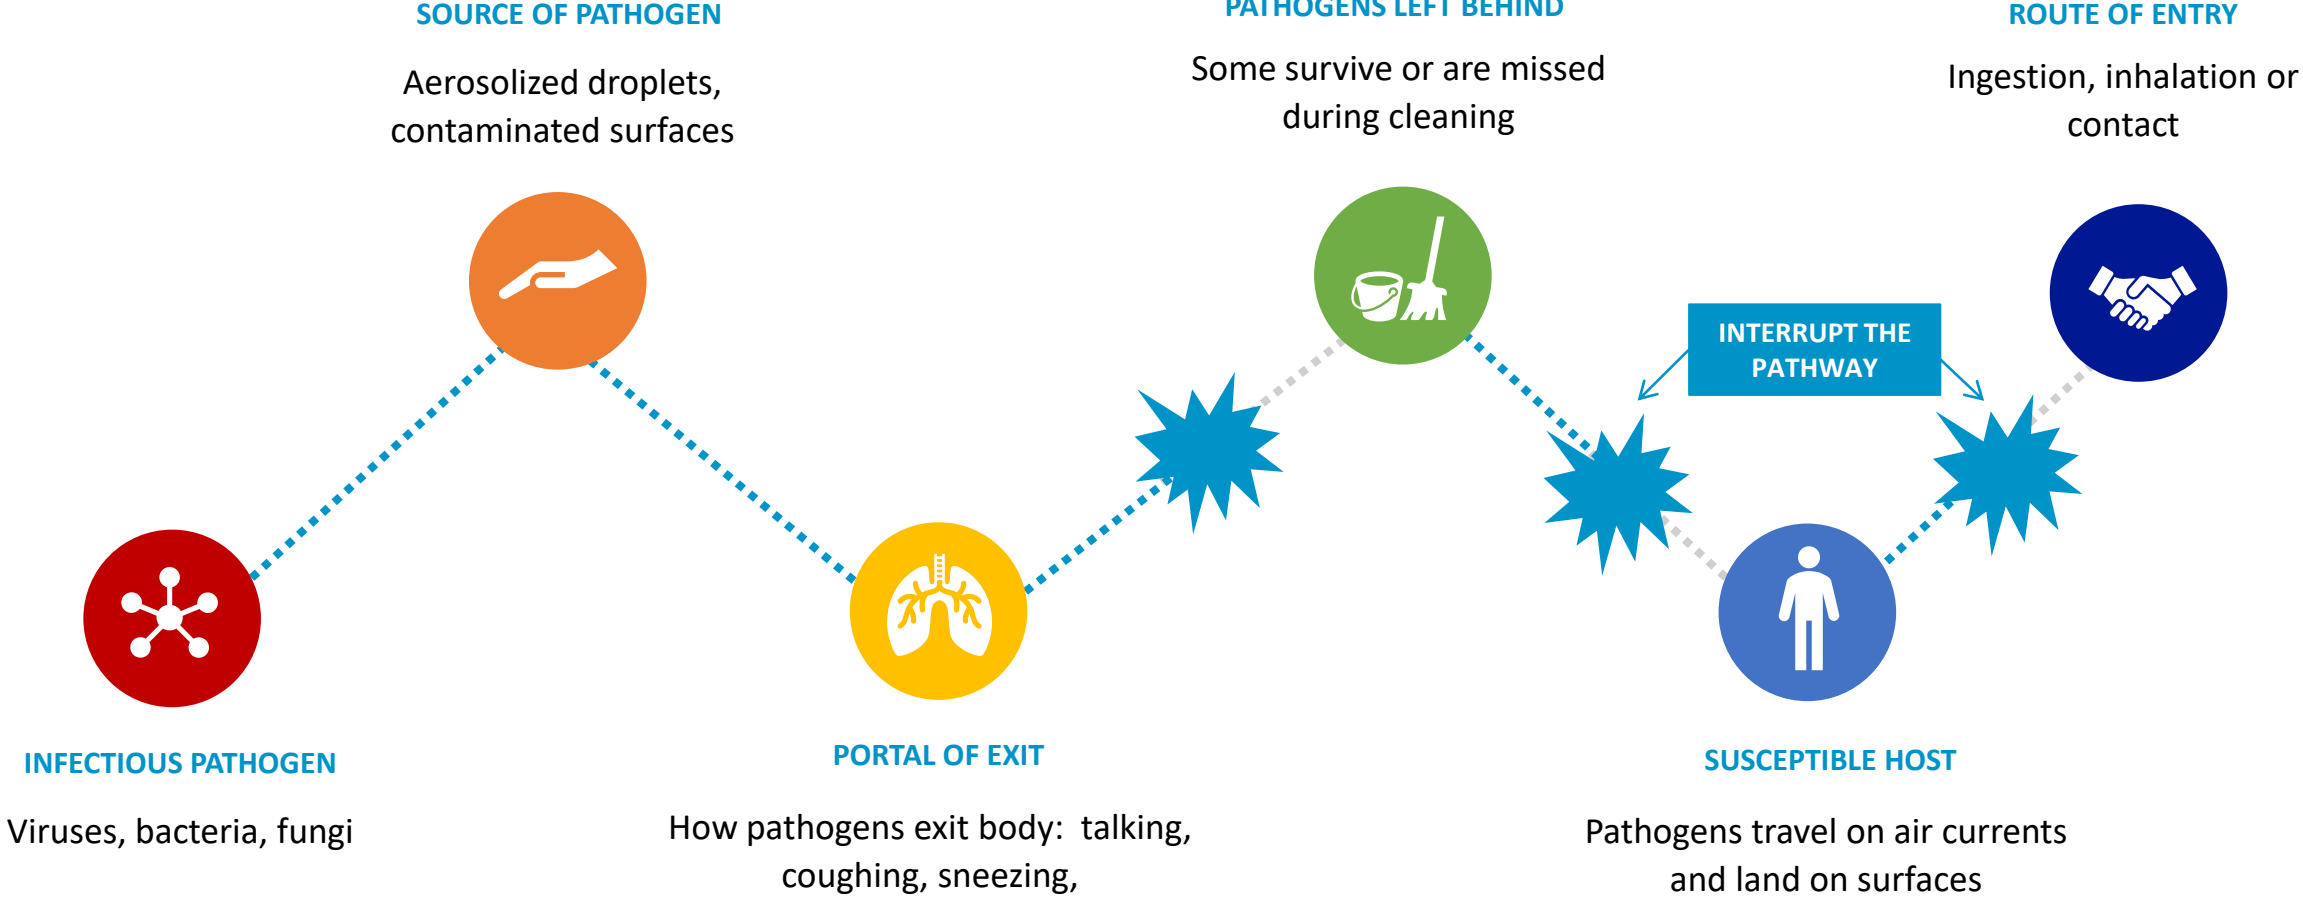 SOURCE OF PATHOGEN
Aerosolized droplets,
contaminated surfaces
PATHOGENS LEFT BEHIND
Some survive or are missed
during cleaning
ROUTE OF ENTRY
Ingestion, inhalation or
contact
INTERRUPT THE
PATHWAY
INFECTIOUS PATHOGEN
Viruses, bacteria, fungi
PORTAL OF EXIT
How pathogens exit body:  talking,
coughing, sneezing,
SUSCEPTIBLE HOST
Pathogens travel on air currents
and land on surfaces